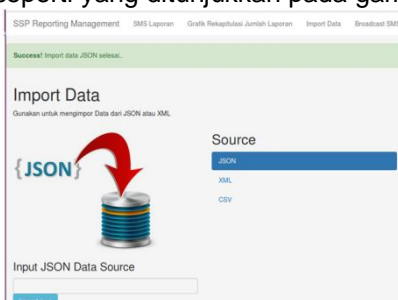 seperti yang ditunjukkan pada gam
SSP Reporting Management SMS Laporan Grafik Rekapitulasi Jumlah Laporan Import Data Broadcast SMS
Success! Import data JSON selesai..
Import Data
Gunakan untuk mengimpor Data dari JSON atau XML
Source
JSON
XML
CSV
{JSON}
Input JSON Data Source